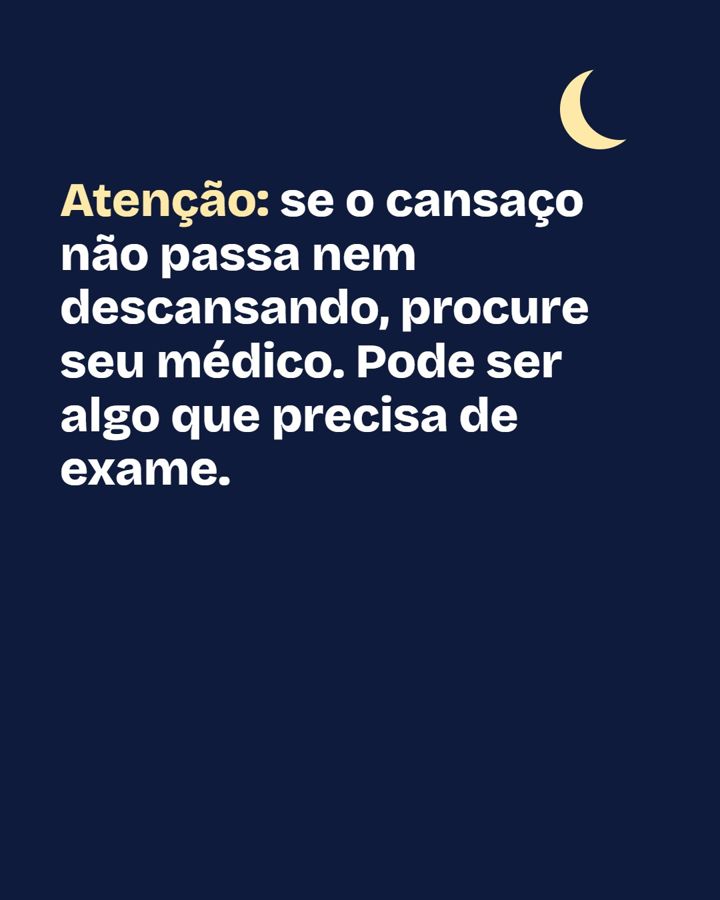 Atenção: se o cansaço
não passa nem
descansando, procure
seu médico. Pode ser
algo que precisa de
exame.